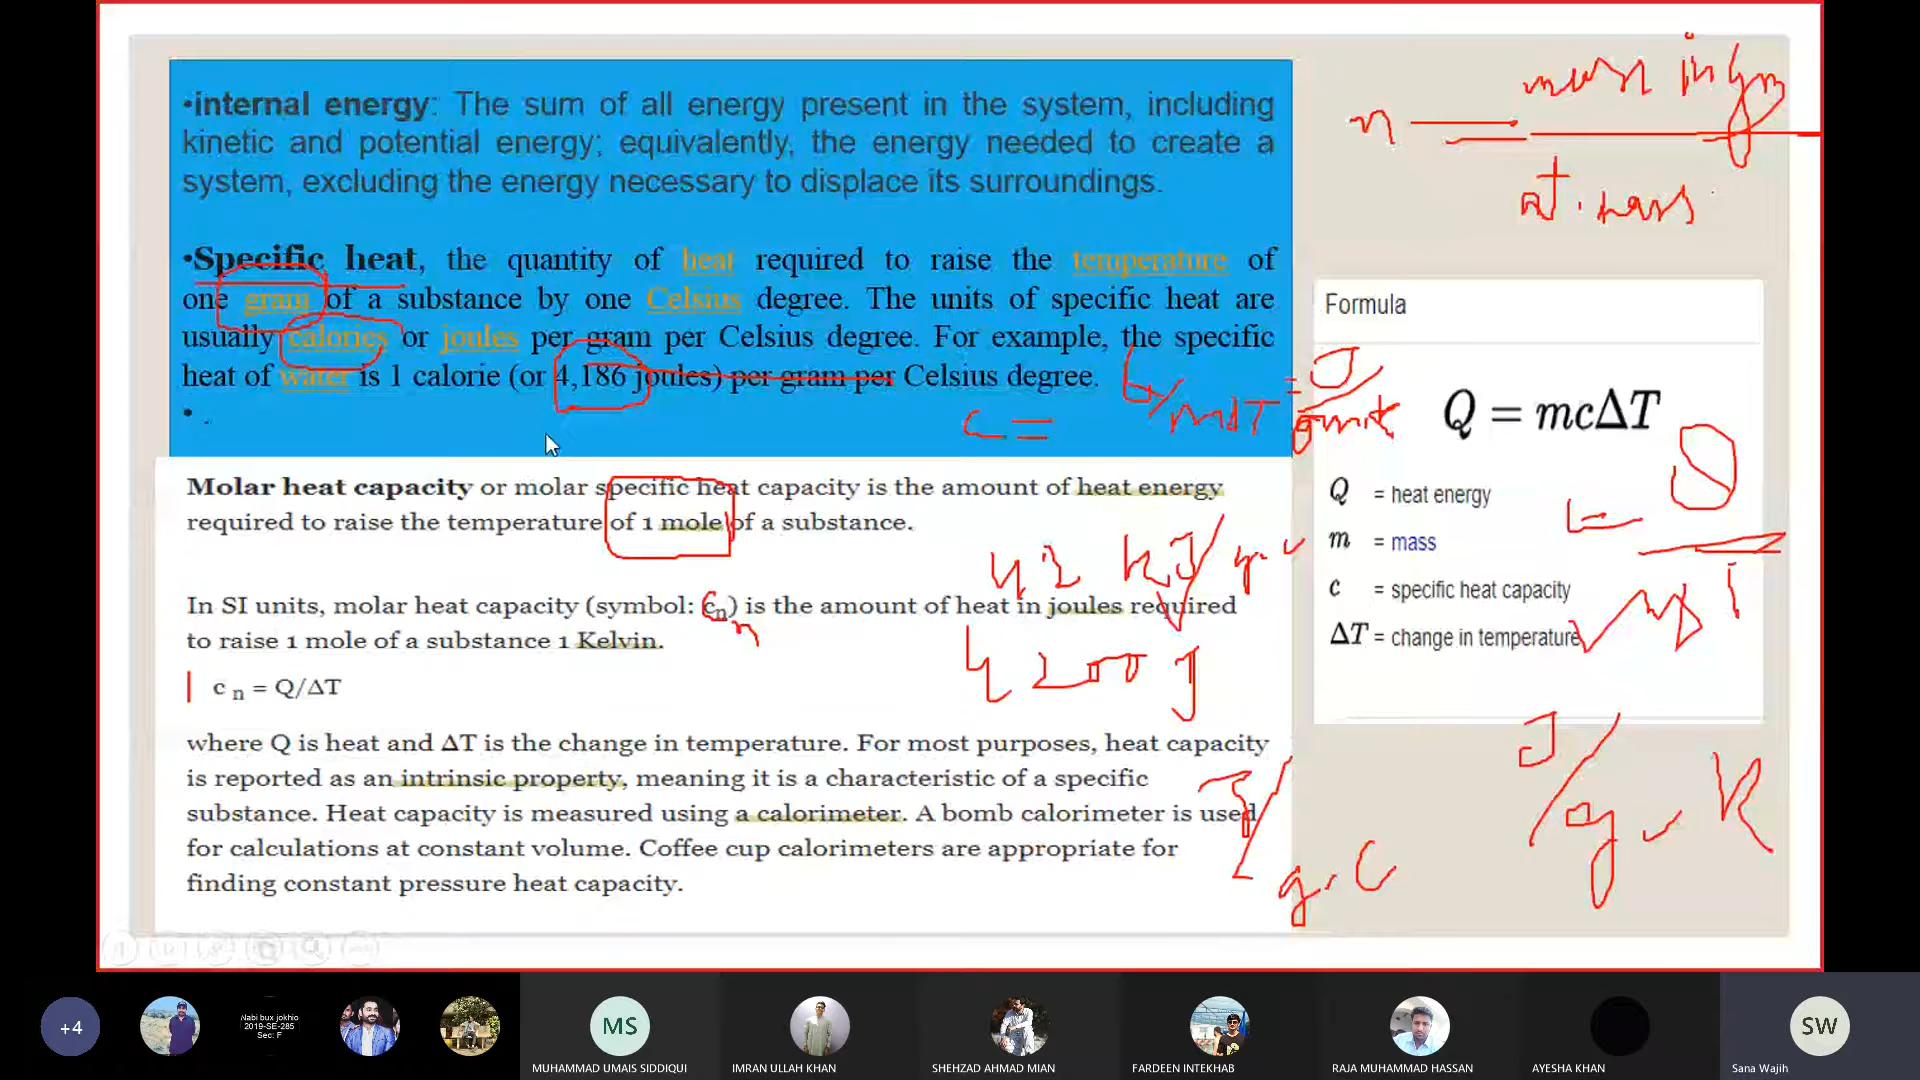 •internal energy: The sum of all energy present in the system, including
kinetic and potential energy; equivalently, the energy needed to create a
system, excluding the energy necessary to displace its surroundings.
•Specific heat, the quantity of heat required to raise the temperature of
one gram of a substance by one Celsius degree. The units of specific heat are
usually calories or joules per gram per Celsius degree. For example, the specific
heat of water is 1 calorie (or 4,186 joules) per gram per Celsius degree.
• .
c =
/mΔT =
Molar heat capacity or molar specific heat capacity is the amount of heat energy
required to raise the temperature of 1 mole of a substance.
42 kJ/g.c
In SI units, molar heat capacity (symbol: cn) is the amount of heat in joules required
n
to raise 1 mole of a substance 1 Kelvin.
4200 J
c n = Q/ΔT
where Q is heat and ΔT is the change in temperature. For most purposes, heat capacity
is reported as an intrinsic property, meaning it is a characteristic of a specific
substance. Heat capacity is measured using a calorimeter. A bomb calorimeter is used
for calculations at constant volume. Coffee cup calorimeters are appropriate for
finding constant pressure heat capacity.
J/g.C
n = mass in gm
at. mass
Formula
Q = mcΔT
Q = heat energy
m = mass
c = specific heat capacity
ΔT = change in temperature
J/g.K
+4
Nabi bux jokhio
2019-SE-285
Sec: F
MS
MUHAMMAD UMAIS SIDDIQUI
IMRAN ULLAH KHAN
SHEHZAD AHMAD MIAN
FARDEEN INTEKHAB
RAJA MUHAMMAD HASSAN
AYESHA KHAN
SW
Sana Wajih